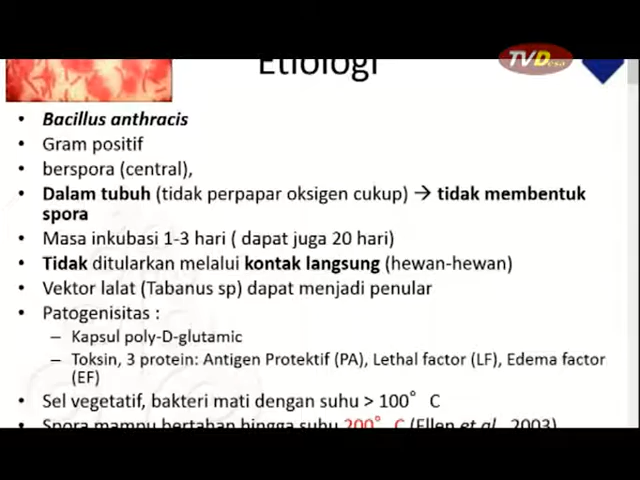 TVDesa
Etiologi
• Bacillus anthracis
• Gram positif
• berspora (central),
• Dalam tubuh (tidak perpapar oksigen cukup) → tidak membentuk
spora
• Masa inkubasi 1-3 hari ( dapat juga 20 hari)
• Tidak ditularkan melalui kontak langsung (hewan-hewan)
• Vektor lalat (Tabanus sp) dapat menjadi penular
• Patogenisitas :
– Kapsul poly-D-glutamic
– Toksin, 3 protein: Antigen Protektif (PA), Lethal factor (LF), Edema factor
(EF)
• Sel vegetatif, bakteri mati dengan suhu > 100° C
• Spora mampu bertahan hingga suhu 200° C (Ellen et al., 2003)